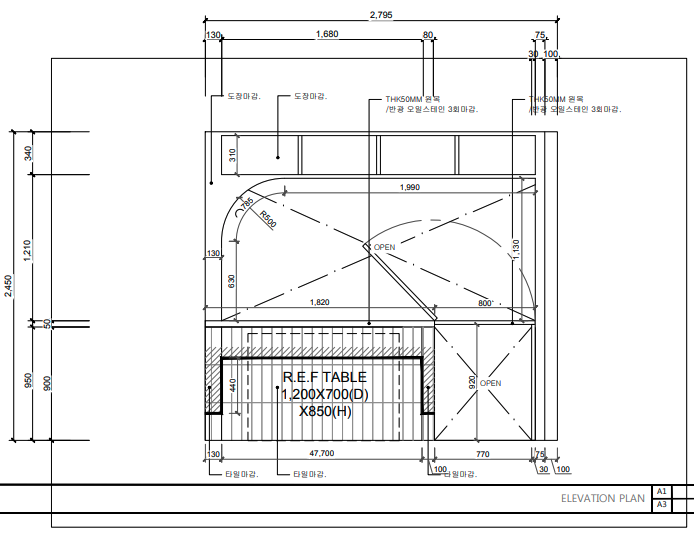 2,795
130
1,680
80
75
30
100
도장마감.
도장마감.
THK50MM 원목
/반광 오일스테인 3회마감.
THK50MM 원목
/반광 오일스테인 3회마감.
340
310
1,990
785
R500
2,450
1,210
130
630
OPEN
1,130
1,820
800
50
950
900
440
R.E.F TABLE
1,200X700(D)
X850(H)
920
OPEN
130
47,700
100
770
75
30
100
타일마감.
타일마감.
타일마감.
ELEVATION PLAN
A1
A3